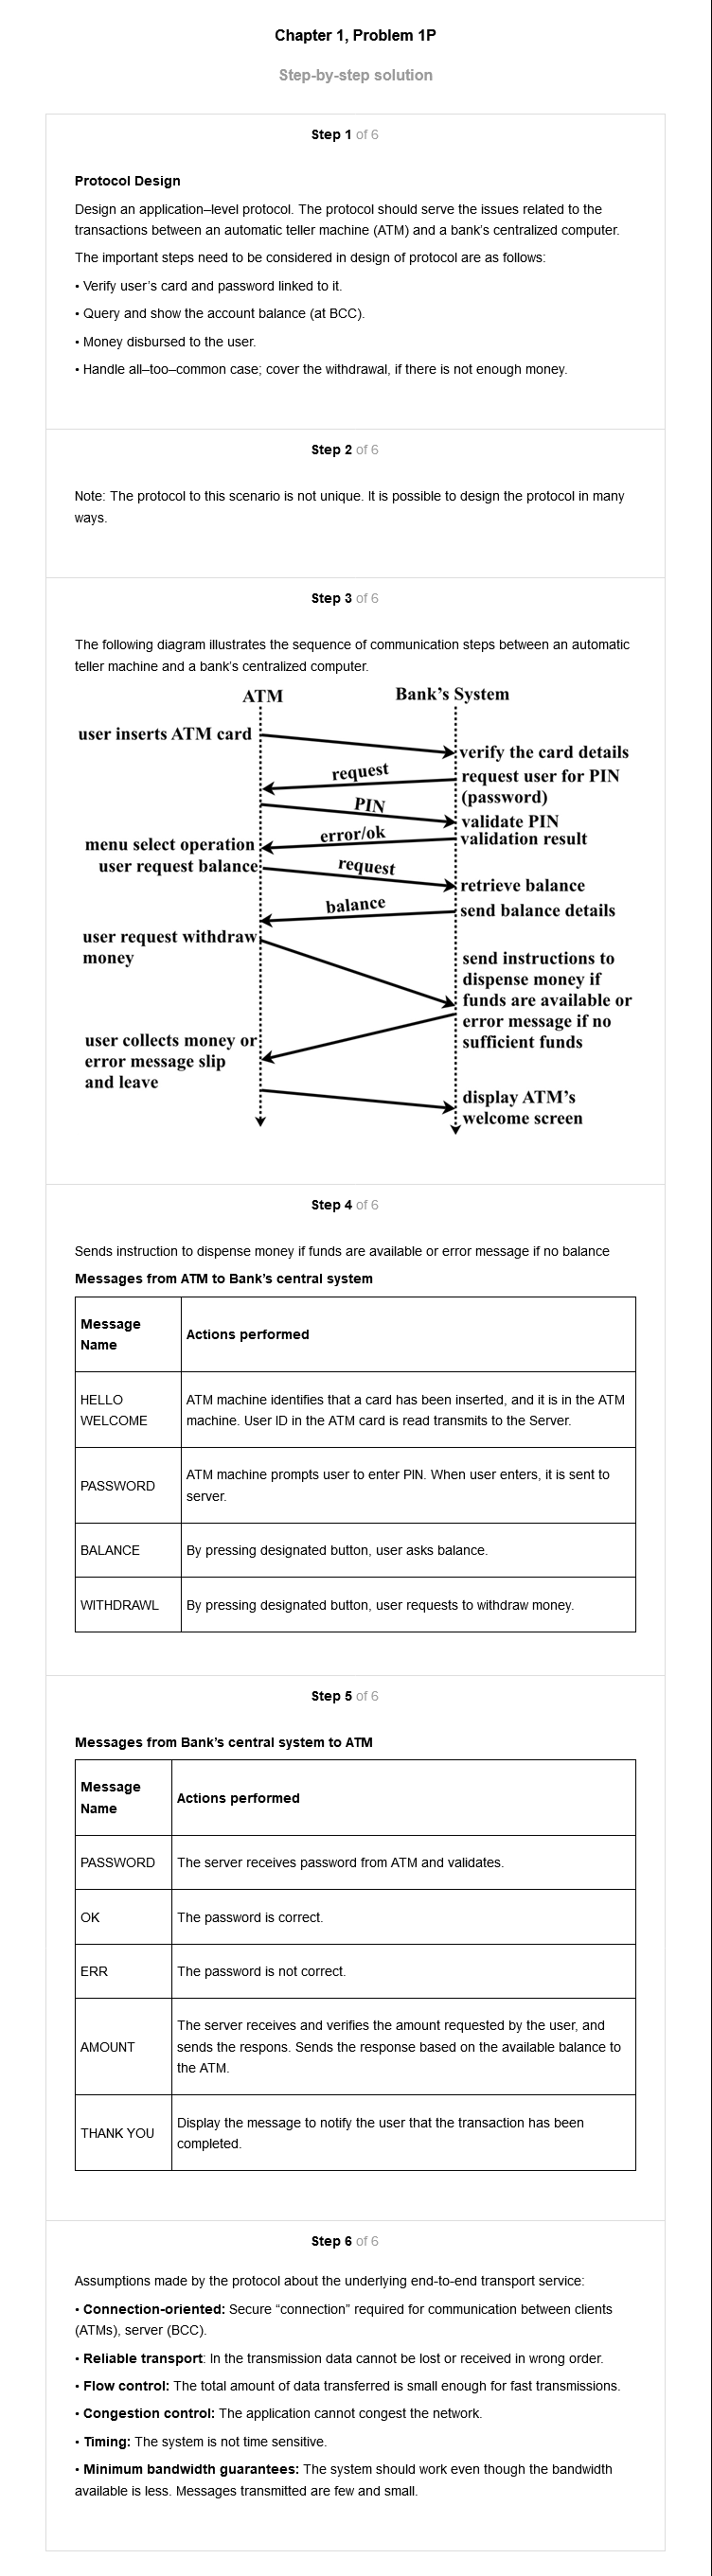 Chapter 1, Problem 1P
Step-by-step solution
Step 1 of 6
Protocol Design
Design an application–level protocol. The protocol should serve the issues related to the
transactions between an automatic teller machine (ATM) and a bank's centralized computer.
The important steps need to be considered in design of protocol are as follows:
• Verify user's card and password linked to it.
• Query and show the account balance (at BCC).
• Money disbursed to the user.
• Handle all–too–common case; cover the withdrawal, if there is not enough money.
Step 2 of 6
Note: The protocol to this scenario is not unique. It is possible to design the protocol in many
ways.
Step 3 of 6
The following diagram illustrates the sequence of communication steps between an automatic
teller machine and a bank's centralized computer.
ATM
Bank's System
user inserts ATM card
verify the card details
request
request user for PIN
(password)
PIN
validate PIN
error/ok
validation result
menu select operation
user request balance
request
retrieve balance
balance
send balance details
user request withdraw
money
send instructions to
dispense money if
funds are available or
error message if no
sufficient funds
user collects money or
error message slip
and leave
display ATM's
welcome screen
Step 4 of 6
Sends instruction to dispense money if funds are available or error message if no balance
Messages from ATM to Bank's central system
Message
Name
Actions performed
HELLO
WELCOME
ATM machine identifies that a card has been inserted, and it is in the ATM
machine. User ID in the ATM card is read transmits to the Server.
PASSWORD
ATM machine prompts user to enter PIN. When user enters, it is sent to
server.
BALANCE
By pressing designated button, user asks balance.
WITHDRAWL
By pressing designated button, user requests to withdraw money.
Step 5 of 6
Messages from Bank's central system to ATM
Message
Name
Actions performed
PASSWORD
The server receives password from ATM and validates.
OK
The password is correct.
ERR
The password is not correct.
AMOUNT
The server receives and verifies the amount requested by the user, and
sends the respons. Sends the response based on the available balance to
the ATM.
THANK YOU
Display the message to notify the user that the transaction has been
completed.
Step 6 of 6
Assumptions made by the protocol about the underlying end-to-end transport service:
• Connection-oriented: Secure "connection" required for communication between clients
(ATMs), server (BCC).
• Reliable transport: In the transmission data cannot be lost or received in wrong order.
• Flow control: The total amount of data transferred is small enough for fast transmissions.
• Congestion control: The application cannot congest the network.
• Timing: The system is not time sensitive.
• Minimum bandwidth guarantees: The system should work even though the bandwidth
available is less. Messages transmitted are few and small.